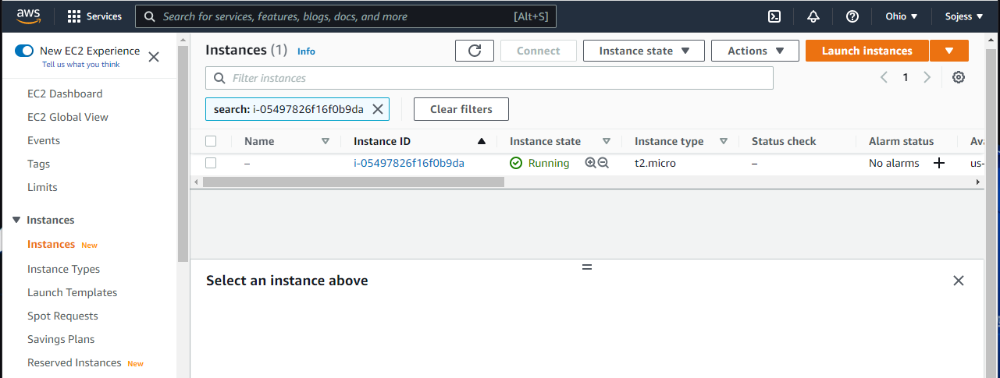 aws Services Search for services, features, blogs, docs, and more [Alt+S] Ohio Sojess
New EC2 Experience
Tell us what you think
EC2 Dashboard
EC2 Global View
Events
Tags
Limits
Instances
Instances New
Instance Types
Launch Templates
Spot Requests
Savings Plans
Reserved Instances New
Instances (1) Info Connect Instance state Actions Launch instances
Filter instances 1
search: i-05497826f16f0b9da Clear filters
Name Instance ID Instance state Instance type Status check Alarm status Ava
– i-05497826f16f0b9da Running t2.micro – No alarms + us-
Select an instance above